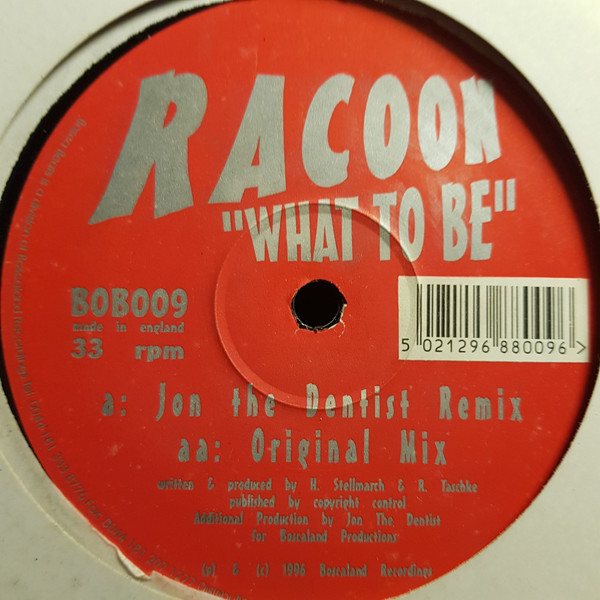 RACOON
"WHAT TO BE"
BOB009
made in england
33 rpm
5 021296 880096 >
a: Jon the Dentist Remix
aa: Original Mix
written & produced by H. Stellmarch & R. Taschke
published by copyright control
Additional Production by Jon The Dentist
for Boscaland Productions
(p) & (c) 1996 Boscaland Recordings